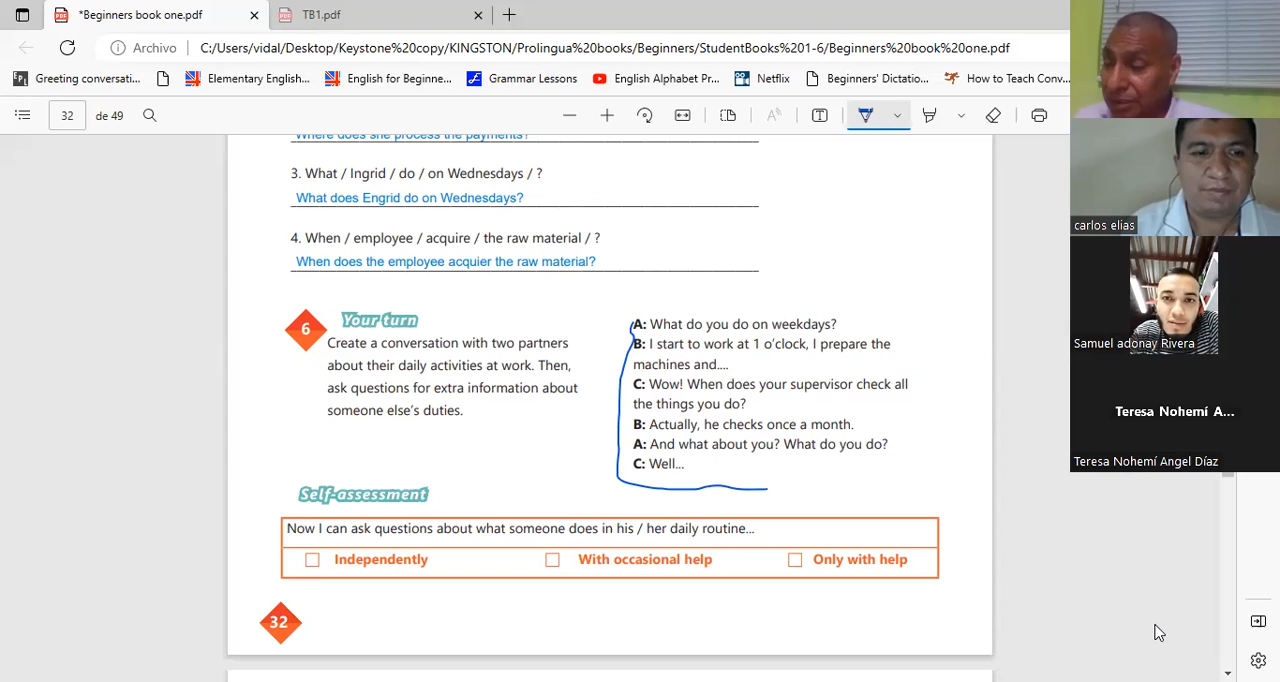 *Beginners book one.pdf
TB1.pdf
Archivo
C:/Users/vidal/Desktop/Keystone%20copy/KINGSTON/Prolingua%20books/Beginners/StudentBooks%201-6/Beginners%20book%20one.pdf
Greeting conversati...
Elementary English...
English for Beginne...
Grammar Lessons
English Alphabet Pr...
Netflix
Beginners' Dictatio...
How to Teach Conv...
32 de 49
Where does she process the payments?
3. What / Ingrid / do / on Wednesdays / ?
What does Engrid do on Wednesdays?
4. When / employee / acquire / the raw material / ?
When does the employee acquier the raw material?
6
Your turn
Create a conversation with two partners
about their daily activities at work. Then,
ask questions for extra information about
someone else's duties.
A: What do you do on weekdays?
B: I start to work at 1 o'clock, I prepare the
machines and....
C: Wow! When does your supervisor check all
the things you do?
B: Actually, he checks once a month.
A: And what about you? What do you do?
C: Well...
Self-assessment
Now I can ask questions about what someone does in his / her daily routine...
Independently
With occasional help
Only with help
32
carlos elias
Samuel adonay Rivera
Teresa Nohemí A...
Teresa Nohemí Angel Díaz